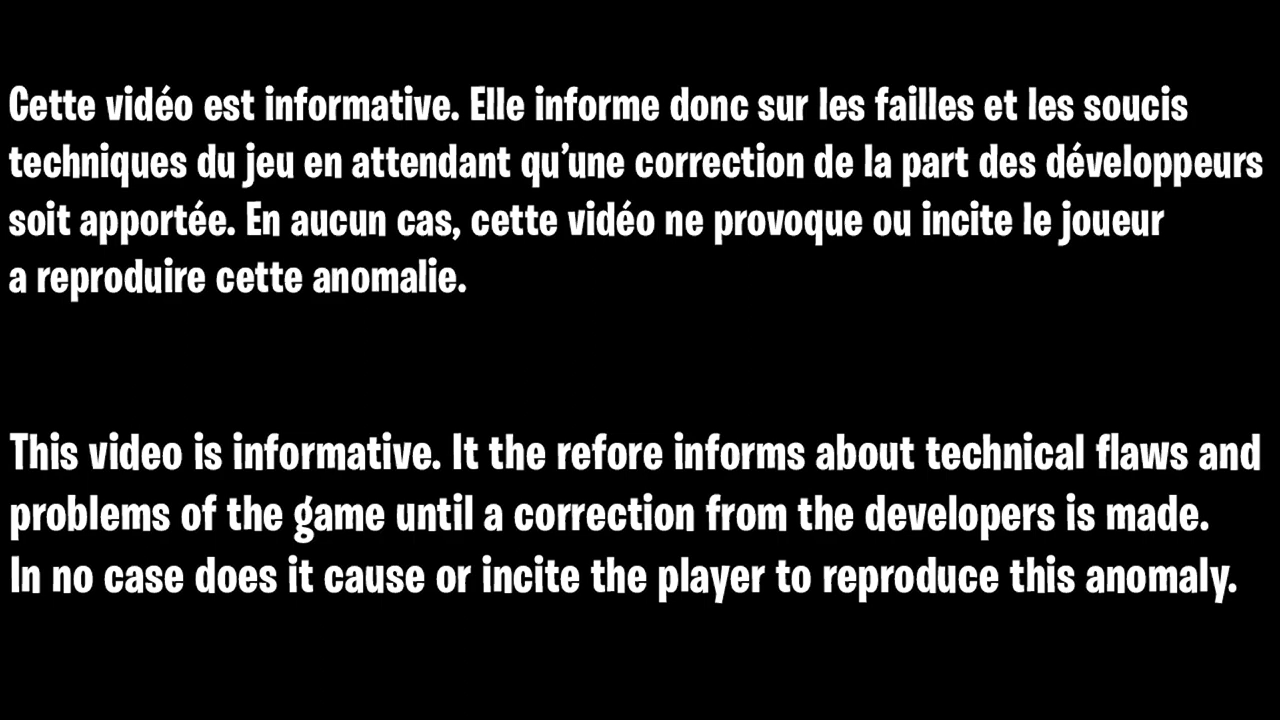 Cette vidéo est informative. Elle informe donc sur les failles et les soucis
techniques du jeu en attendant qu'une correction de la part des développeurs
soit apportée. En aucun cas, cette vidéo ne provoque ou incite le joueur
a reproduire cette anomalie.
This video is informative. It the refore informs about technical flaws and
problems of the game until a correction from the developers is made.
In no case does it cause or incite the player to reproduce this anomaly.